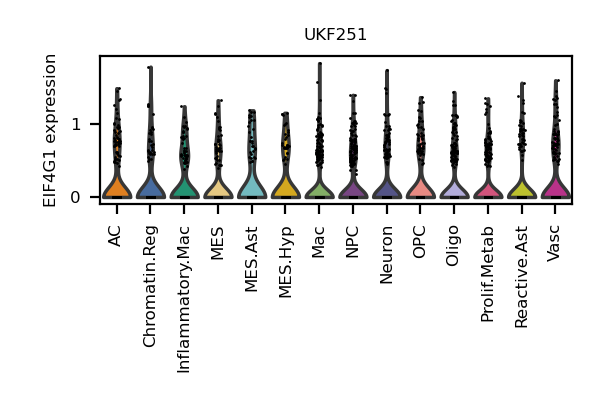 UKF251
EIF4G1 expression
1
0
AC
Chromatin.Reg
Inflammatory.Mac
MES
MES.Ast
MES.Hyp
Mac
NPC
Neuron
OPC
Oligo
Prolif.Metab
Reactive.Ast
Vasc